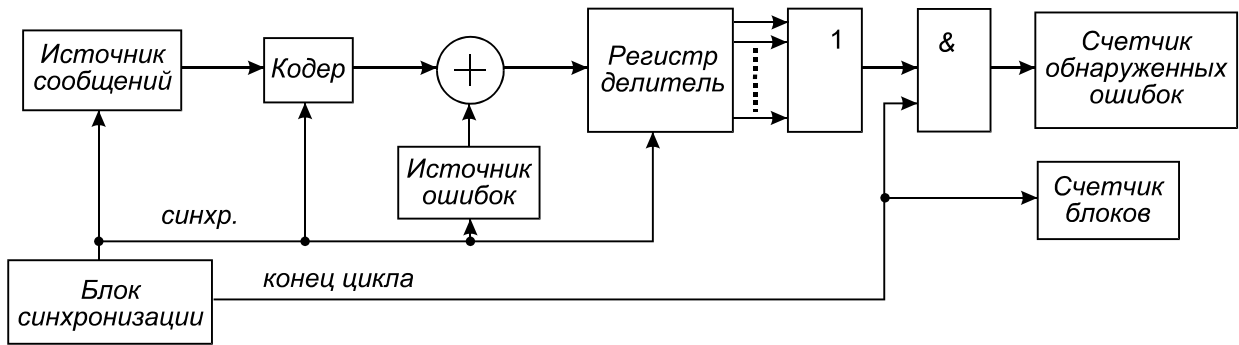 Источник
сообщений
Кодер
+
Регистр
делитель
1
&
Счетчик
обнаруженных
ошибок
Источник
ошибок
Счетчик
блоков
синхр.
Блок
синхронизации
конец цикла